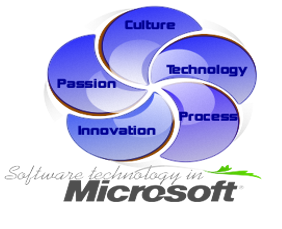 Culture
Technology
Passion
Process
Innovation
Software technology in
Microsoft®